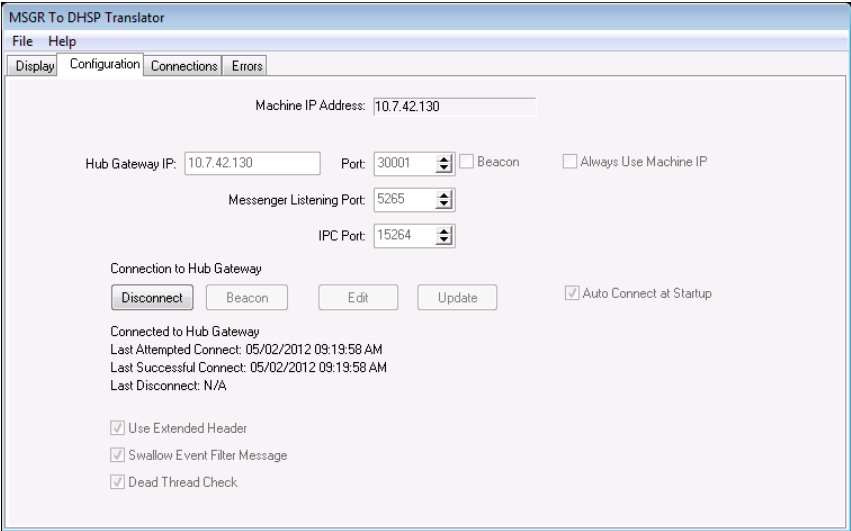 MSGR To DHSP Translator
File Help
Display Configuration Connections Errors
Machine IP Address: 10.7.42.130
Hub Gateway IP: 10.7.42.130 Port: 30001 Beacon Always Use Machine IP
Messenger Listening Port: 5265
IPC Port: 15264
Connection to Hub Gateway
Disconnect Beacon Edit Update Auto Connect at Startup
Connected to Hub Gateway
Last Attempted Connect: 05/02/2012 09:19:58 AM
Last Successful Connect: 05/02/2012 09:19:58 AM
Last Disconnect: N/A
Use Extended Header
Swallow Event Filter Message
Dead Thread Check